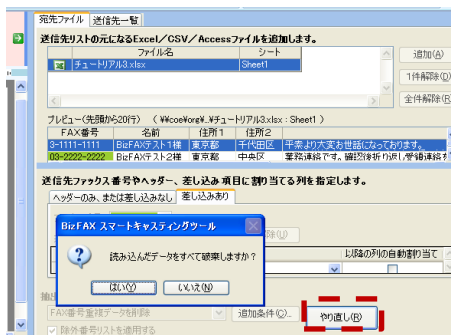 宛先ファイル 送信先一覧
送信先リストの元になるExcel/CSV/Accessファイルを追加します。
ファイル名 シート
チュートリアル3.xlsx Sheet1
追加(A)
1件解除(D)
全件解除(R)
プレビュー(先頭から20行) (¥¥coe¥org¥..¥チュートリアル3.xlsx : Sheet1 )
FAX番号 名前 住所1 住所2
3-1111-1111 BizFAXテスト1様 東京都 千代田区 平素より大変お世話になっております。
03-2222-2222 BizFAXテスト2様 東京都 中央区 業務連絡です。確認後折り返し
送信先ファックス番号やヘッダー、差し込み項目に割り当てる列を指定します。
ヘッダーのみ、または差し込みなし 差し込みあり
BizFAX スマートキャスティングツール
読み込んだデータをすべて破棄しますか?
はい(Y) いいえ(N)
除(U)
以降の列の自動割り当て
抽出
FAX番号重複データを削除 追加条件(O)... やり直し(R)
除外番号リストを適用する